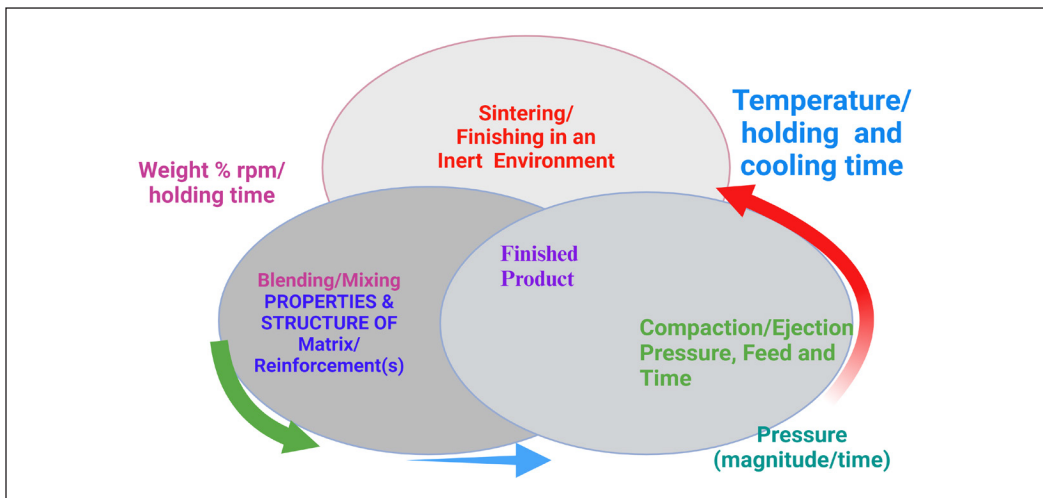 Sintering/
Finishing in an
Inert Environment
Temperature/
holding and
cooling time
Weight % rpm/
holding time
Finished
Product
Blending/Mixing
PROPERTIES &
STRUCTURE OF
Matrix/
Reinforcement(s)
Compaction/Ejection
Pressure, Feed and
Time
Pressure
(magnitude/time)